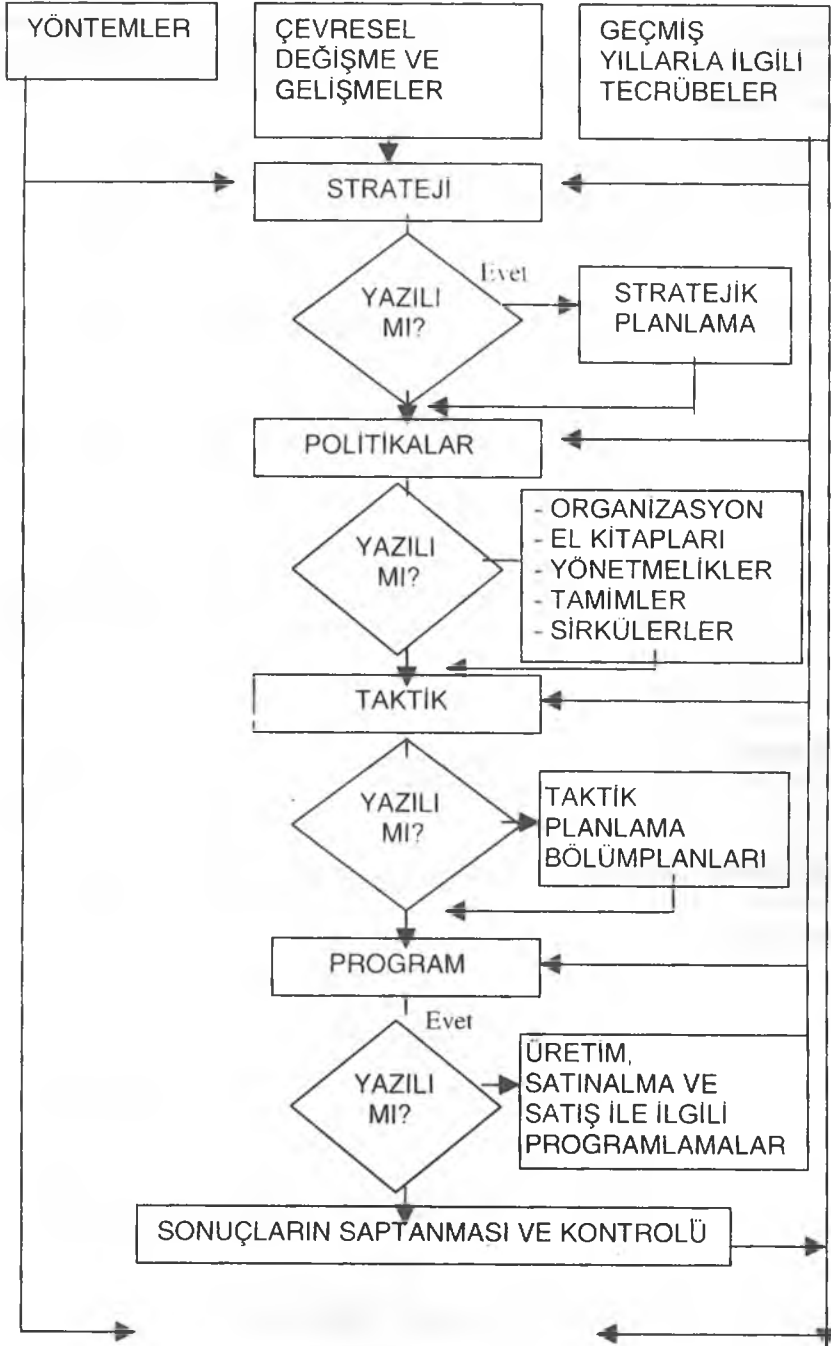 YÖNTEMLER
ÇEVRESEL
DEĞİŞME VE
GELİŞMELER
GEÇMİŞ
YILLARLA İLGİLİ
TECRÜBELER
STRATEJİ
YAZILI
MI?
Evet
STRATEJİK
PLANLAMA
POLİTİKALAR
YAZILI
MI?
- ORGANIZASYON
- EL KİTAPLARI
- YÖNETMELİKLER
- TAMİMLER
- SİRKÜLERLER
TAKTİK
YAZILI
MI?
TAKTİK
PLANLAMA
BÖLÜMPLANLARI
PROGRAM
Evet
YAZILI
MI?
ÜRETİM,
SATINALMA VE
SATIŞ İLE İLGİLİ
PROGRAMLAMALAR
SONUÇLARIN SAPTANMASI VE KONTROLÜ